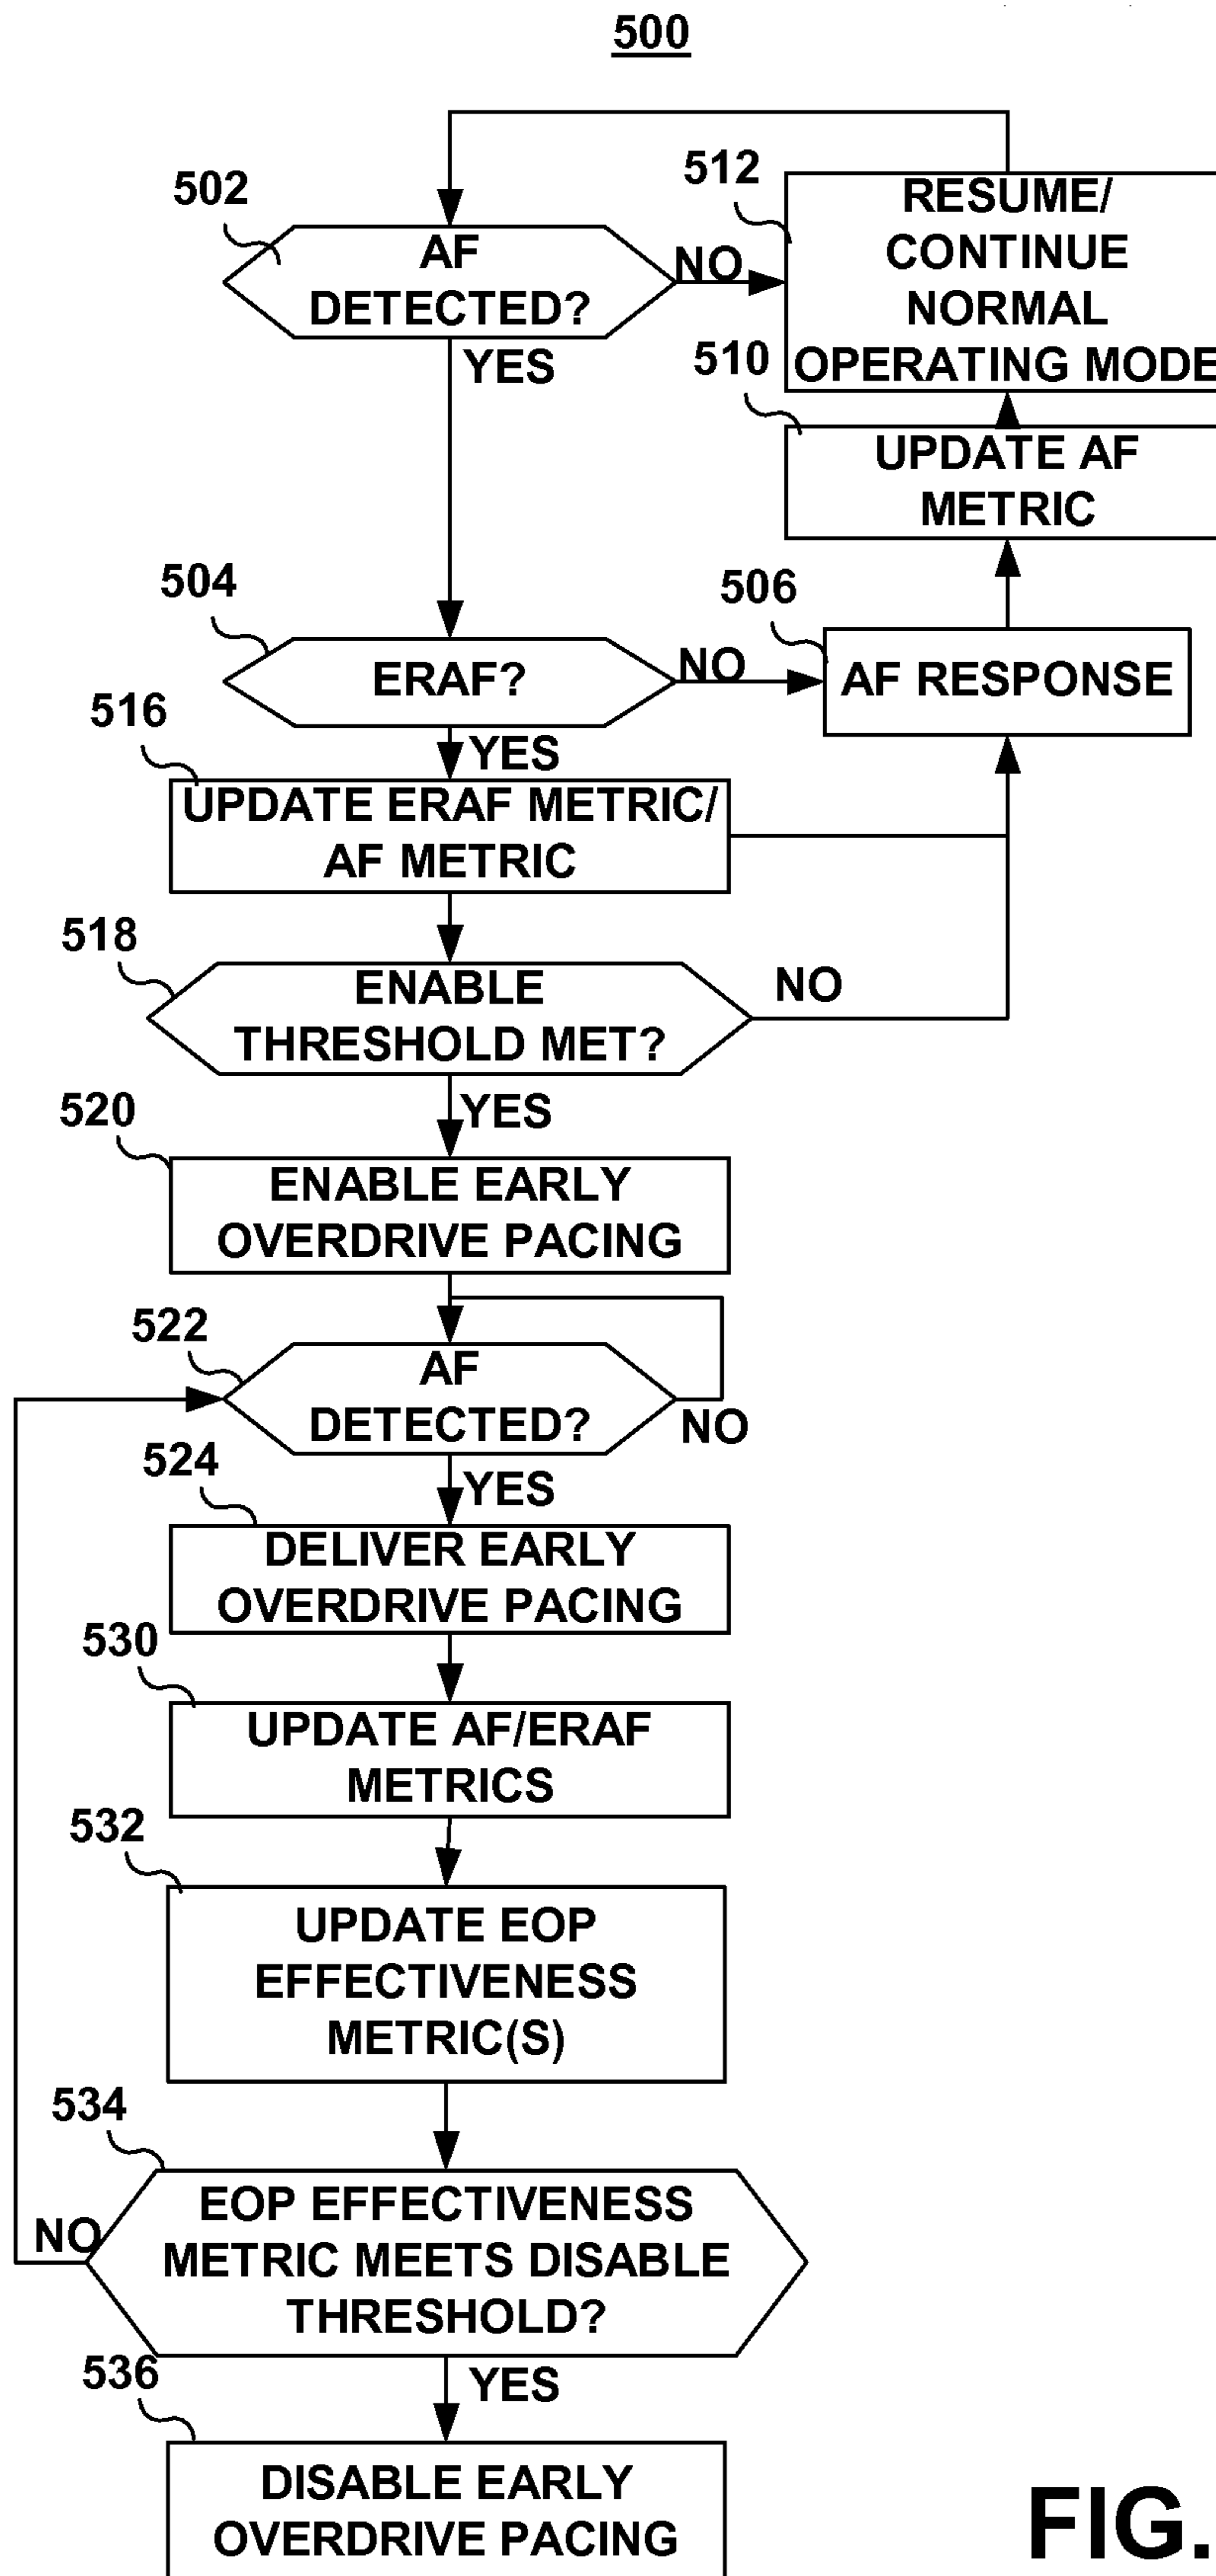 500
512
RESUME/
CONTINUE
NORMAL
OPERATING MODE
502
AF
DETECTED?
NO
YES
510
UPDATE AF
METRIC
504
ERAF?
NO
506
AF RESPONSE
YES
516
UPDATE ERAF METRIC/
AF METRIC
518
ENABLE
THRESHOLD MET?
NO
YES
520
ENABLE EARLY
OVERDRIVE PACING
522
AF
DETECTED?
NO
YES
524
DELIVER EARLY
OVERDRIVE PACING
530
UPDATE AF/ERAF
METRICS
532
UPDATE EOP
EFFECTIVENESS
METRIC(S)
534
EOP EFFECTIVENESS
METRIC MEETS DISABLE
THRESHOLD?
NO
YES
536
DISABLE EARLY
OVERDRIVE PACING
FIG.